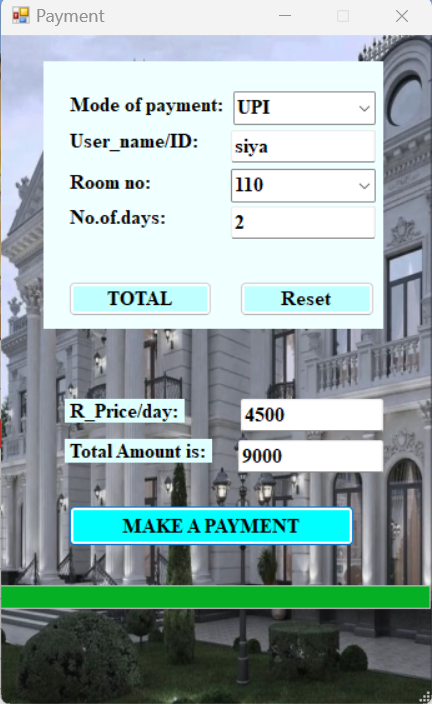 Payment
Mode of payment: UPI
User_name/ID: siya
Room no: 110
No.of.days: 2
TOTAL Reset
R_Price/day: 4500
Total Amount is: 9000
MAKE A PAYMENT